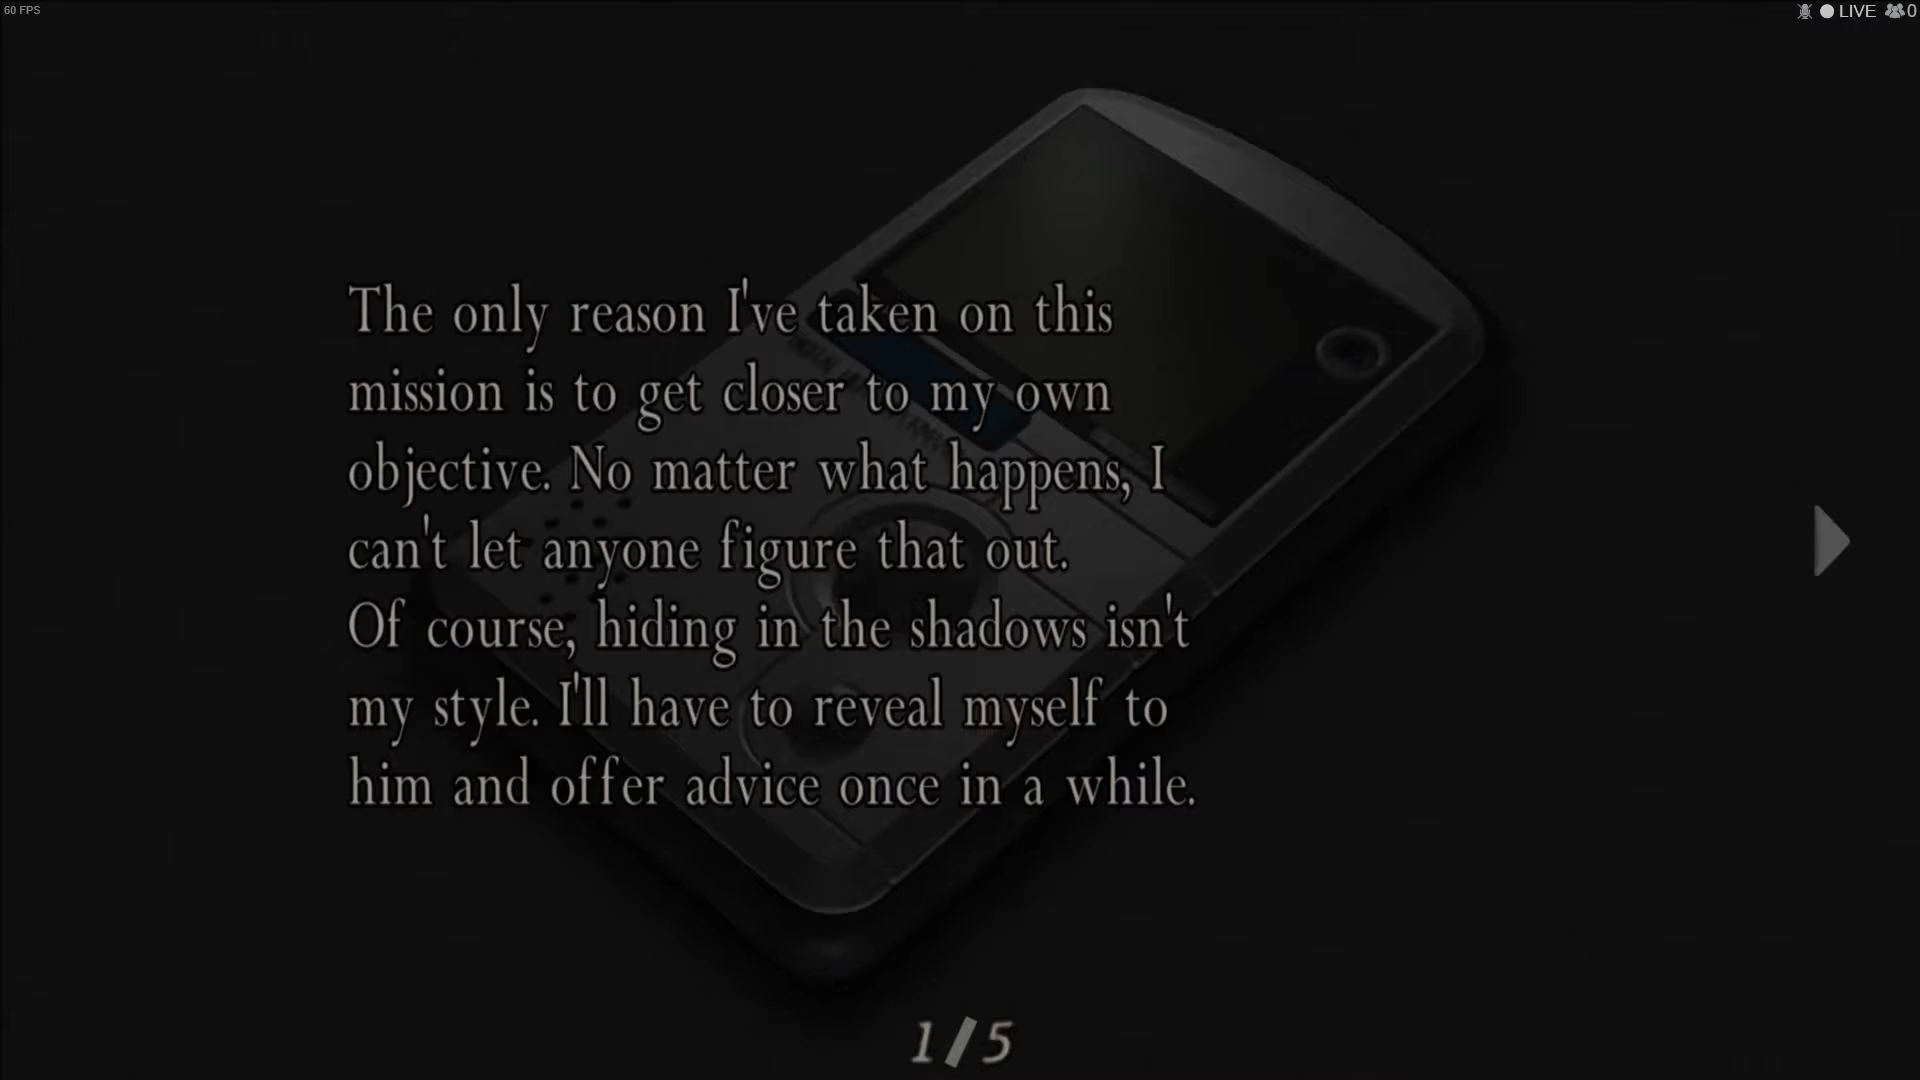 60 FPS
LIVE 0
The only reason I've taken on this
mission is to get closer to my own
objective. No matter what happens, I
can't let anyone figure that out.
Of course, hiding in the shadows isn't
my style. I'll have to reveal myself to
him and offer advice once in a while.
1/5